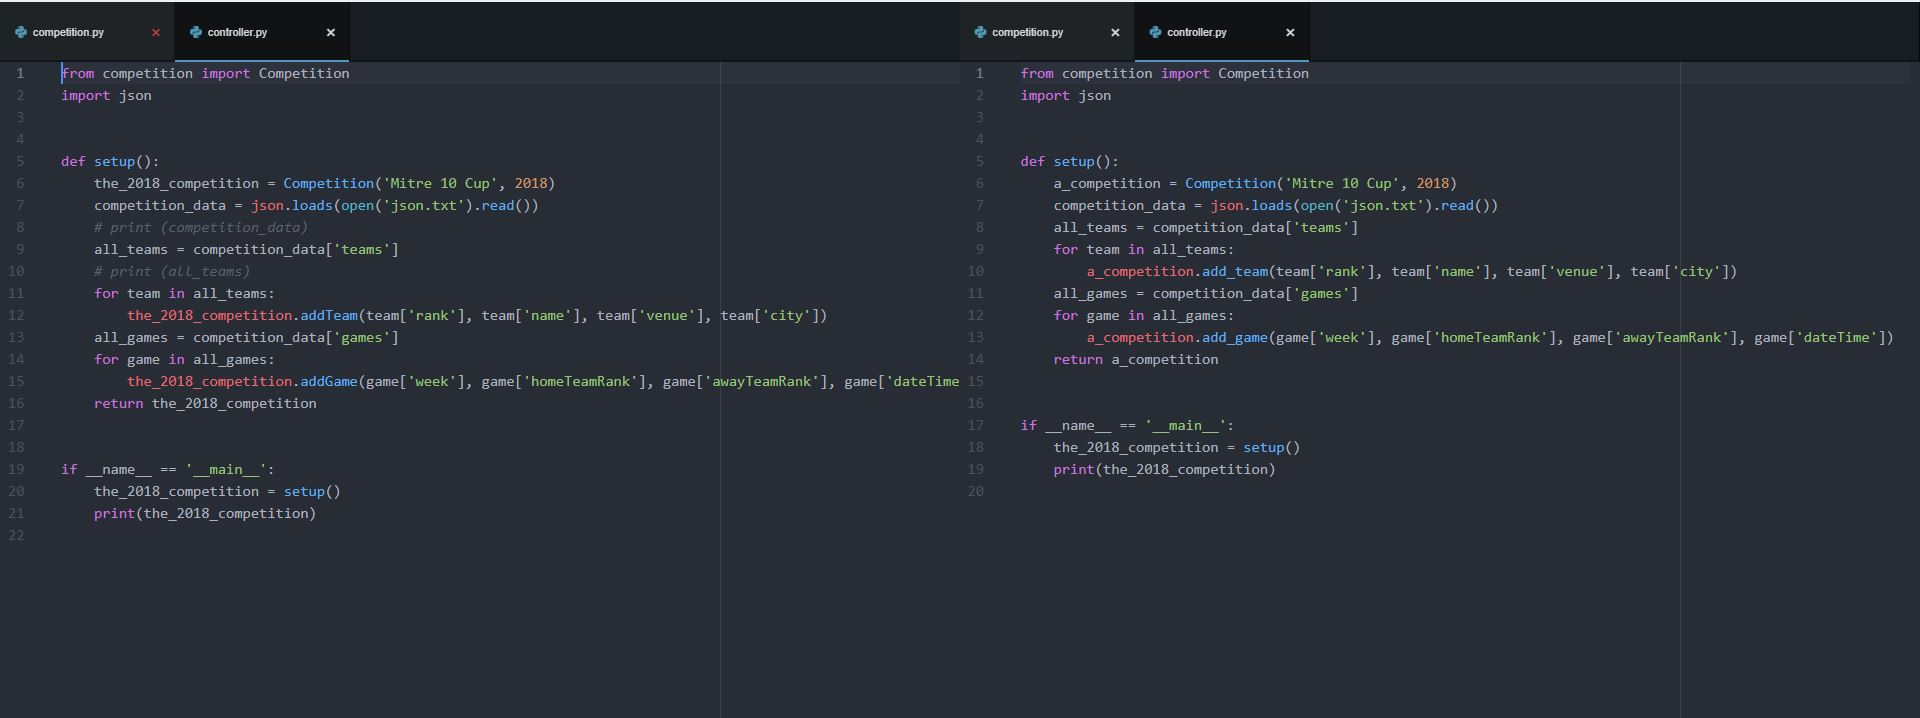 competition.py
controller.py
1 from competition import Competition
2 import json
3
4
5 def setup():
6 the_2018_competition = Competition('Mitre 10 Cup', 2018)
7 competition_data = json.loads(open('json.txt').read())
8 # print (competition_data)
9 all_teams = competition_data['teams']
10 # print (all_teams)
11 for team in all_teams:
12 the_2018_competition.addTeam(team['rank'], team['name'], team['venue'], team['city'])
13 all_games = competition_data['games']
14 for game in all_games:
15 the_2018_competition.addGame(game['week'], game['homeTeamRank'], game['awayTeamRank'], game['dateTime
16 return the_2018_competition
17
18
19 if __name__ == '__main__':
20 the_2018_competition = setup()
21 print(the_2018_competition)
22
competition.py
controller.py
1 from competition import Competition
2 import json
3
4
5 def setup():
6 a_competition = Competition('Mitre 10 Cup', 2018)
7 competition_data = json.loads(open('json.txt').read())
8 all_teams = competition_data['teams']
9 for team in all_teams:
10 a_competition.add_team(team['rank'], team['name'], team['venue'], team['city'])
11 all_games = competition_data['games']
12 for game in all_games:
13 a_competition.add_game(game['week'], game['homeTeamRank'], game['awayTeamRank'], game['dateTime'])
14 return a_competition
15
16
17 if __name__ == '__main__':
18 the_2018_competition = setup()
19 print(the_2018_competition)
20